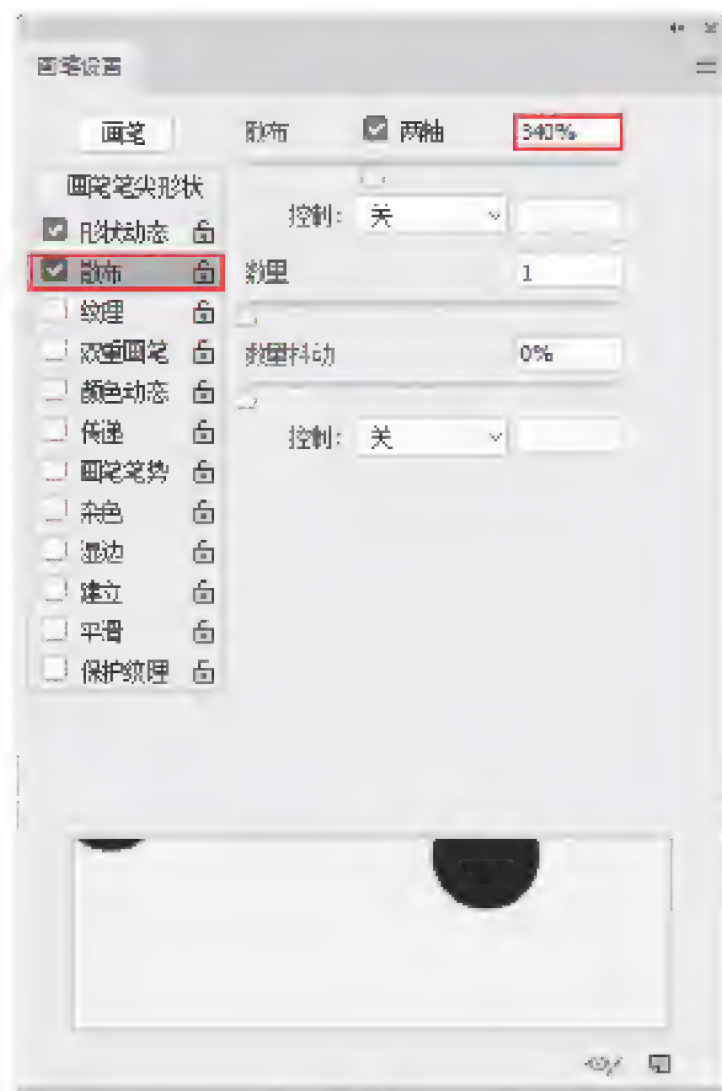 画笔设置
画笔
散布 两轴 340%
画笔笔尖形状
控制: 关
形状动态
散布
数量 1
纹理
双重画笔
数量抖动 0%
颜色动态
传递
控制: 关
画笔笔势
杂色
湿边
建立
平滑
保护纹理